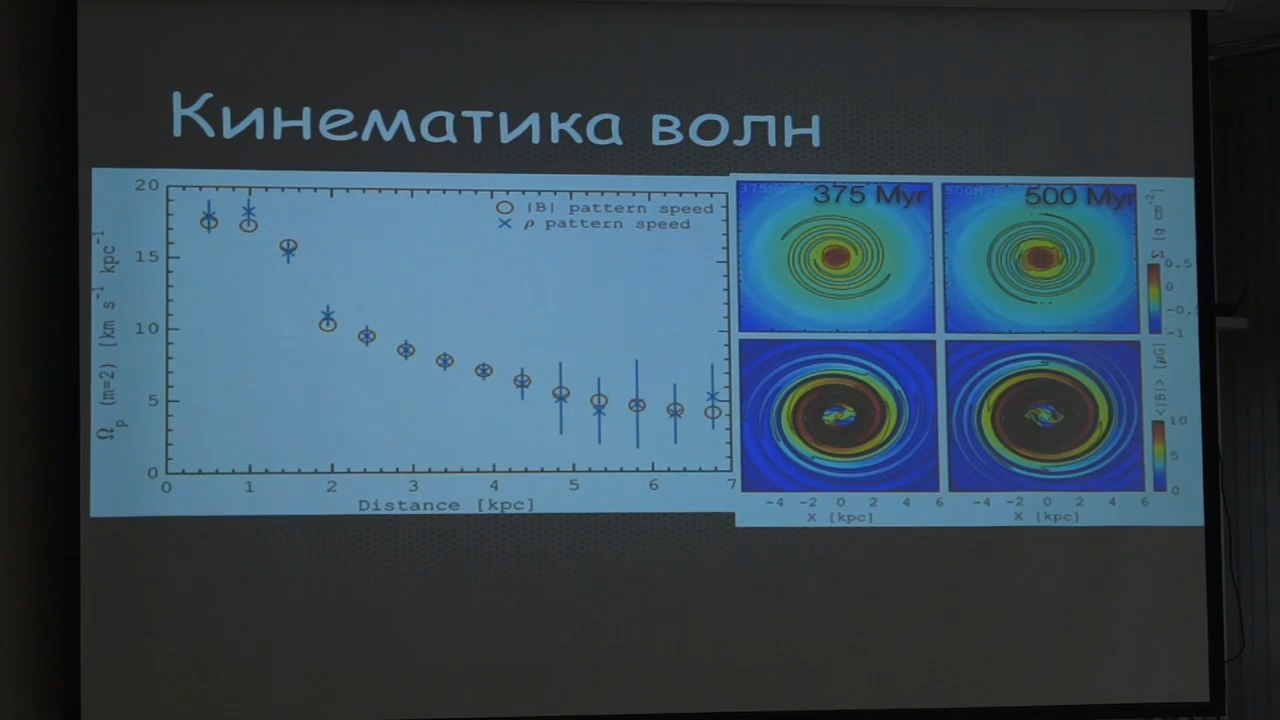 Кинематика волн
20
15
10
5
0
Ω_p (m=2) [km s⁻¹ kpc⁻¹]
|B| pattern speed
ρ pattern speed
0 1 2 3 4 5 6 7
Distance [kpc]
375 Myr
500 Myr
Σ [g cm⁻²]
0.5
0
-1
<|B|> [μG]
10
5
0
-4 -2 0 2 4 6
X [kpc]
-4 -2 0 2 4 6
X [kpc]